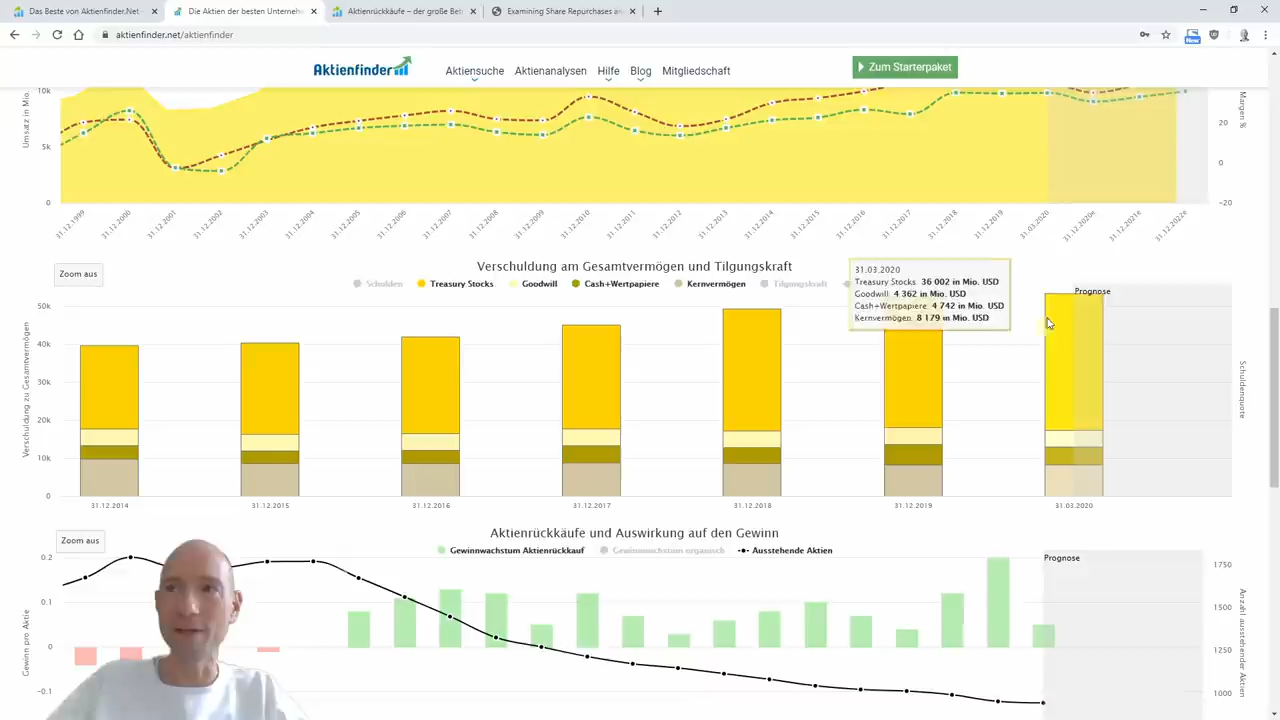 Das Beste von Aktienfinder.Net -
Die Aktien der besten Unternehm
Aktienrückkäufe – der große Bet
Examining Share Repurchases an
aktienfinder.net/aktienfinder
New
Aktienfinder
Aktiensuche Aktienanalysen Hilfe Blog Mitgliedschaft
Zum Starterpaket
Umsatz in Mio.
10k
5k
0
Margen %
20
0
−20
31.12.1999 31.12.2000 31.12.2001 31.12.2002 31.12.2003 31.12.2004 31.12.2005 31.12.2006 31.12.2007 31.12.2008 31.12.2009 31.12.2010 31.12.2011 31.12.2012 31.12.2013 31.12.2014 31.12.2015 31.12.2016 31.12.2017 31.12.2018 31.12.2019 31.03.2020 31.12.2020e 31.12.2021e 31.12.2022e
Zoom aus
Verschuldung am Gesamtvermögen und Tilgungskraft
Schulden Treasury Stocks Goodwill Cash+Wertpapiere Kernvermögen Tilgungskraft
31.03.2020
Treasury Stocks: 36 002 in Mio. USD
Goodwill: 4 362 in Mio. USD
Cash+Wertpapiere: 4 742 in Mio. USD
Kernvermögen: 8 179 in Mio. USD
Prognose
Verschuldung zu Gesamtvermögen
50k
40k
30k
20k
10k
0
Schuldenquote
31.12.2014 31.12.2015 31.12.2016 31.12.2017 31.12.2018 31.12.2019 31.03.2020
Zoom aus
Aktienrückkäufe und Auswirkung auf den Gewinn
Gewinnwachstum Aktienrückkauf Gewinnwachstum organisch Ausstehende Aktien
Prognose
Gewinn pro Aktie
0.2
0.1
0
−0.1
1750
1500
1250
1000
Anzahl ausstehender Aktien